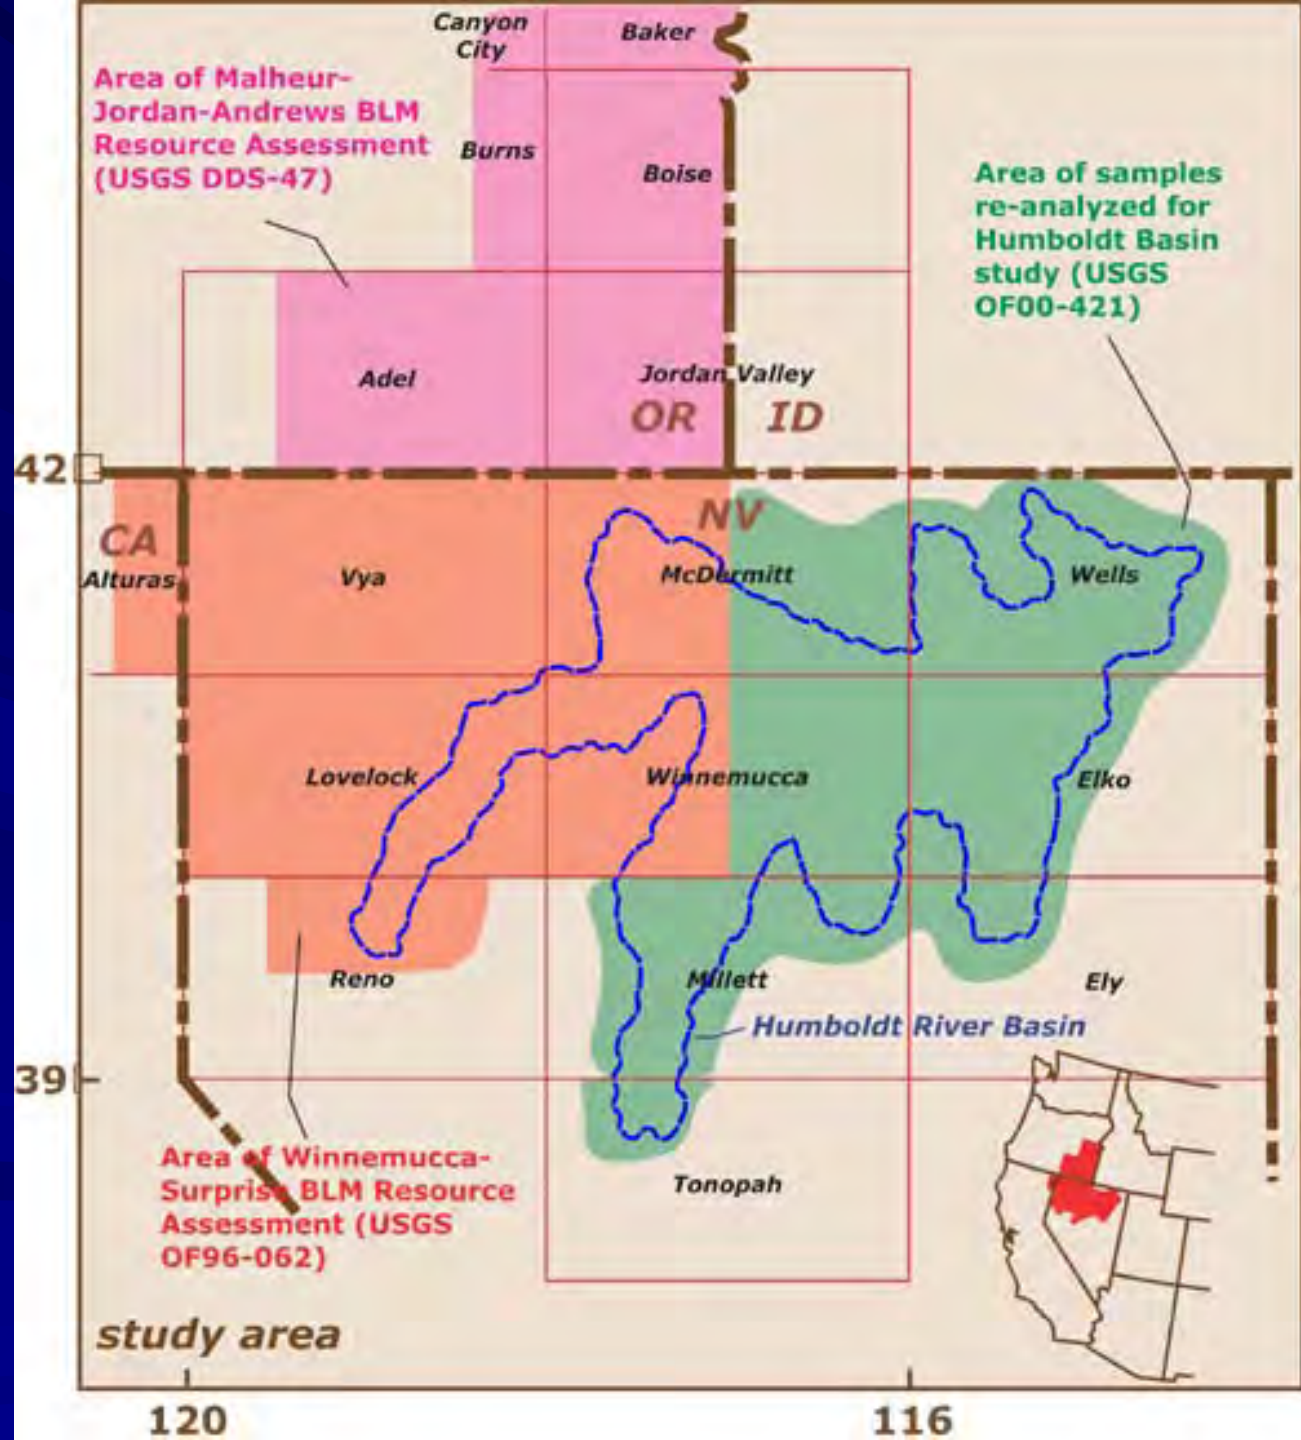 Canyon
City
Baker
Area of Malheur-
Jordan-Andrews BLM
Resource Assessment
(USGS DDS-47)
Burns
Boise
Area of samples
re-analyzed for
Humboldt Basin
study (USGS
OF00-421)
Adel
Jordan Valley
OR
ID
42
CA
NV
Alturas
Vya
McDermitt
Wells
Lovelock
Winnemucca
Elko
Reno
Millett
Ely
Humboldt River Basin
39
Area of Winnemucca-
Surprise BLM Resource
Assessment (USGS
OF96-062)
Tonopah
study area
120
116